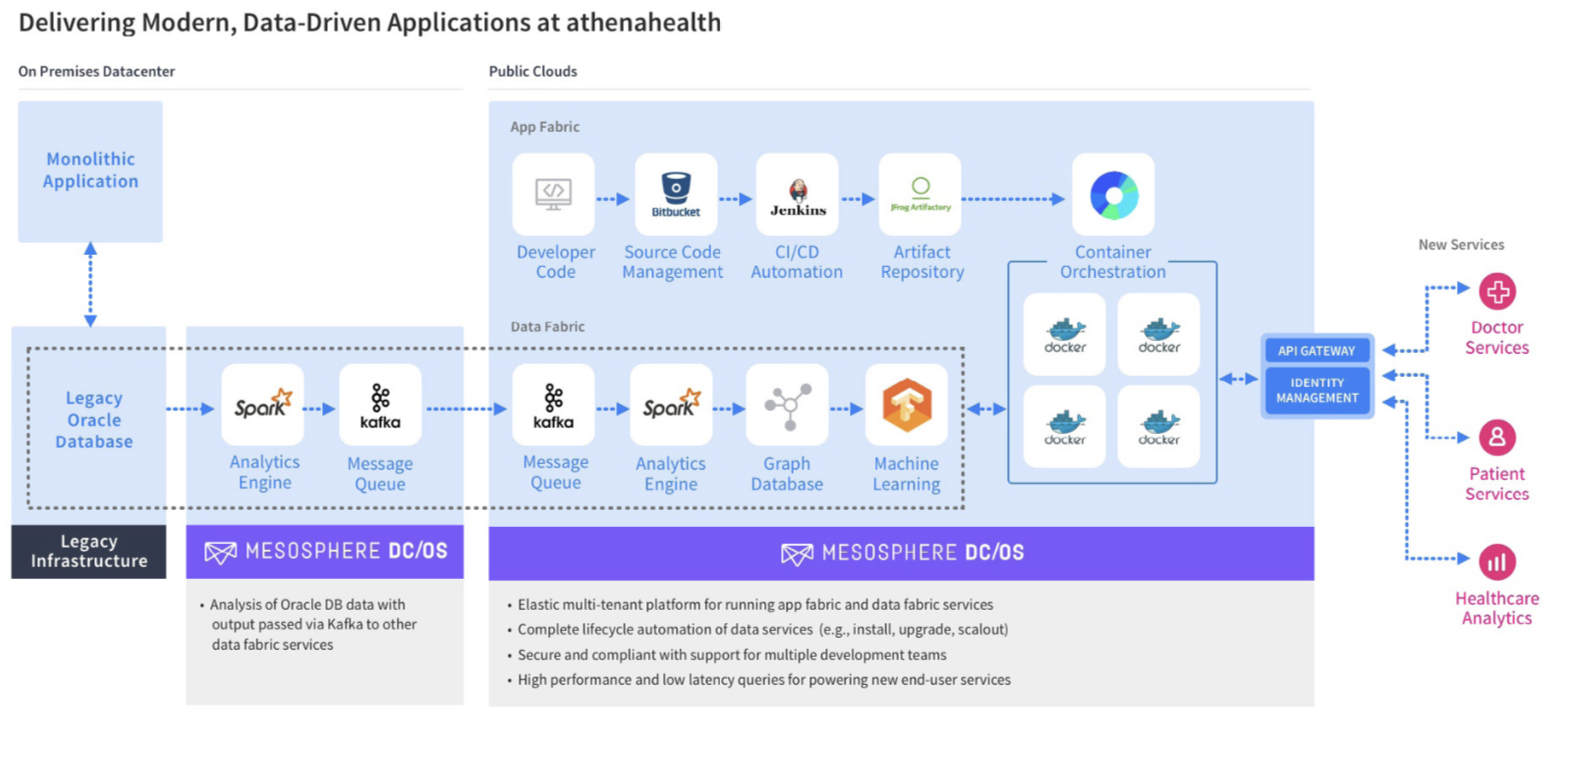 Delivering Modern, Data-Driven Applications at athenahealth
On Premises Datacenter
Public Clouds
Monolithic
Application
App Fabric
Bitbucket
Jenkins
JFrog Artifactory
Developer
Code
Source Code
Management
CI/CD
Automation
Artifact
Repository
Container
Orchestration
docker
docker
docker
docker
Data Fabric
Legacy
Oracle
Database
Spark
kafka
kafka
Spark
Analytics
Engine
Message
Queue
Message
Queue
Analytics
Engine
Graph
Database
Machine
Learning
API GATEWAY
IDENTITY
MANAGEMENT
New Services
Doctor
Services
Patient
Services
Healthcare
Analytics
Legacy
Infrastructure
MESOSPHERE DC/OS
MESOSPHERE DC/OS
• Analysis of Oracle DB data with
output passed via Kafka to other
data fabric services
• Elastic multi-tenant platform for running app fabric and data fabric services
• Complete lifecycle automation of data services (e.g., install, upgrade, scalout)
• Secure and compliant with support for multiple development teams
• High performance and low latency queries for powering new end-user services